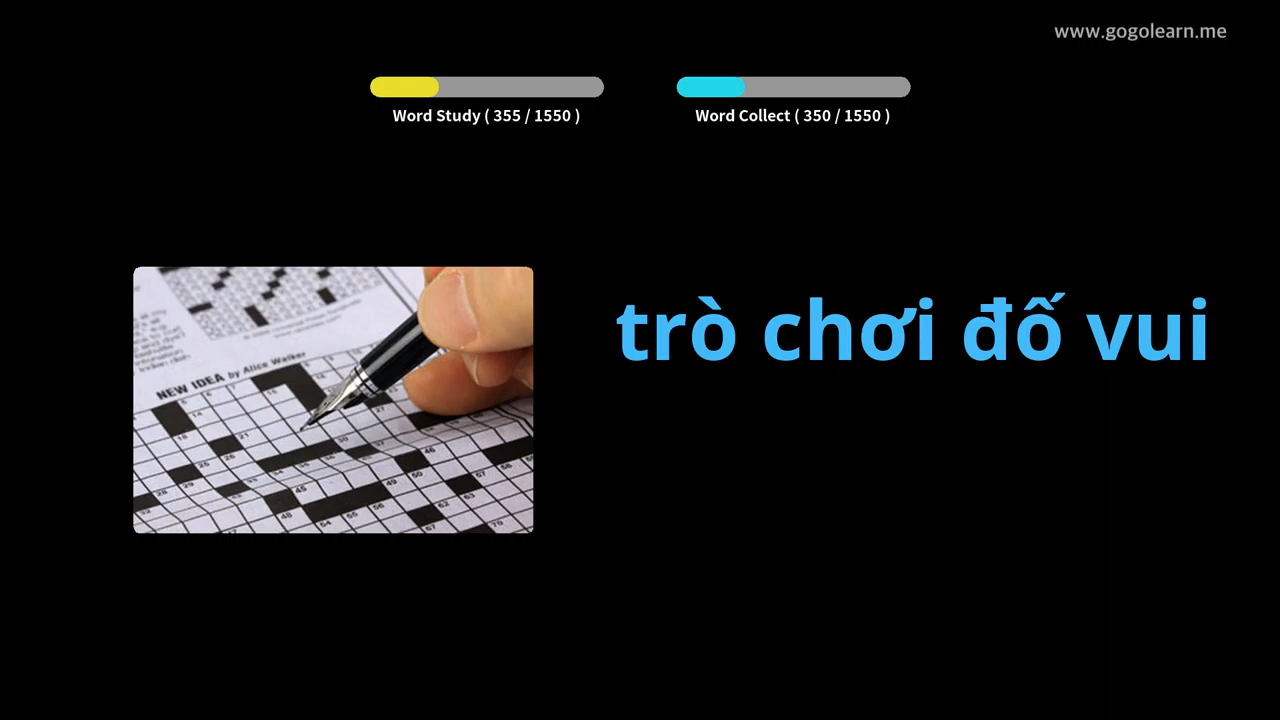 www.gogolearn.me
Word Study ( 355 / 1550 )
Word Collect ( 350 / 1550 )
trò chơi đố vui
NEW IDEA by Alice Walker